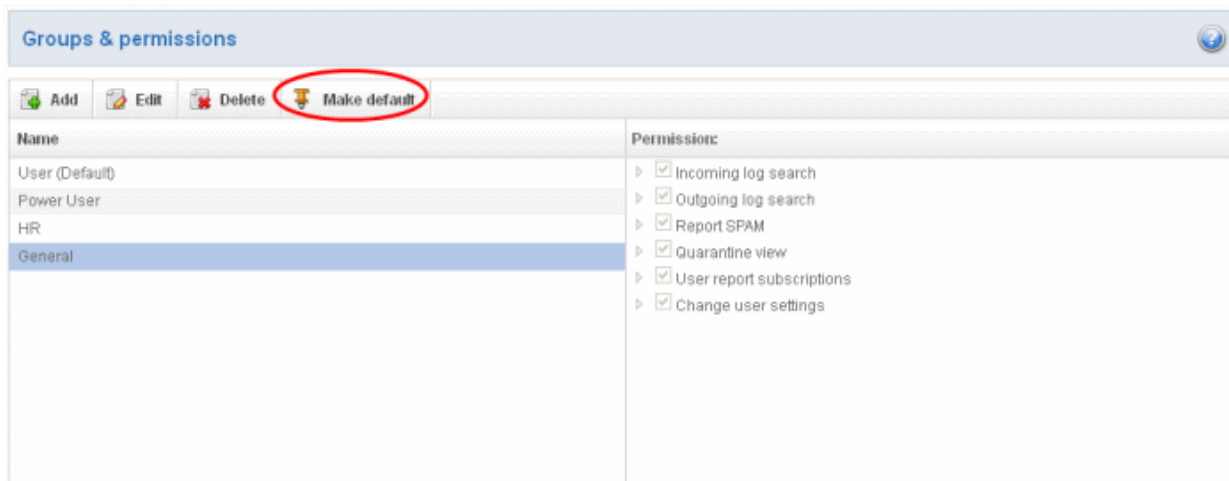 Groups & permissions
Add Edit Delete Make default
Name
User (Default)
Power User
HR
General
Permission:
Incoming log search
Outgoing log search
Report SPAM
Quarantine view
User report subscriptions
Change user settings